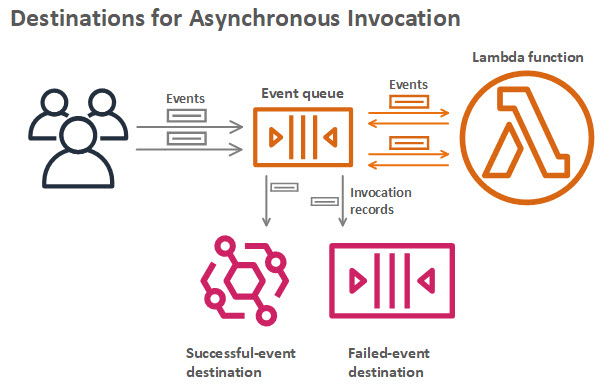 Destinations for Asynchronous Invocation
Lambda function
Events
Event queue
Events
Invocation
records
Successful-event
destination
Failed-event
destination